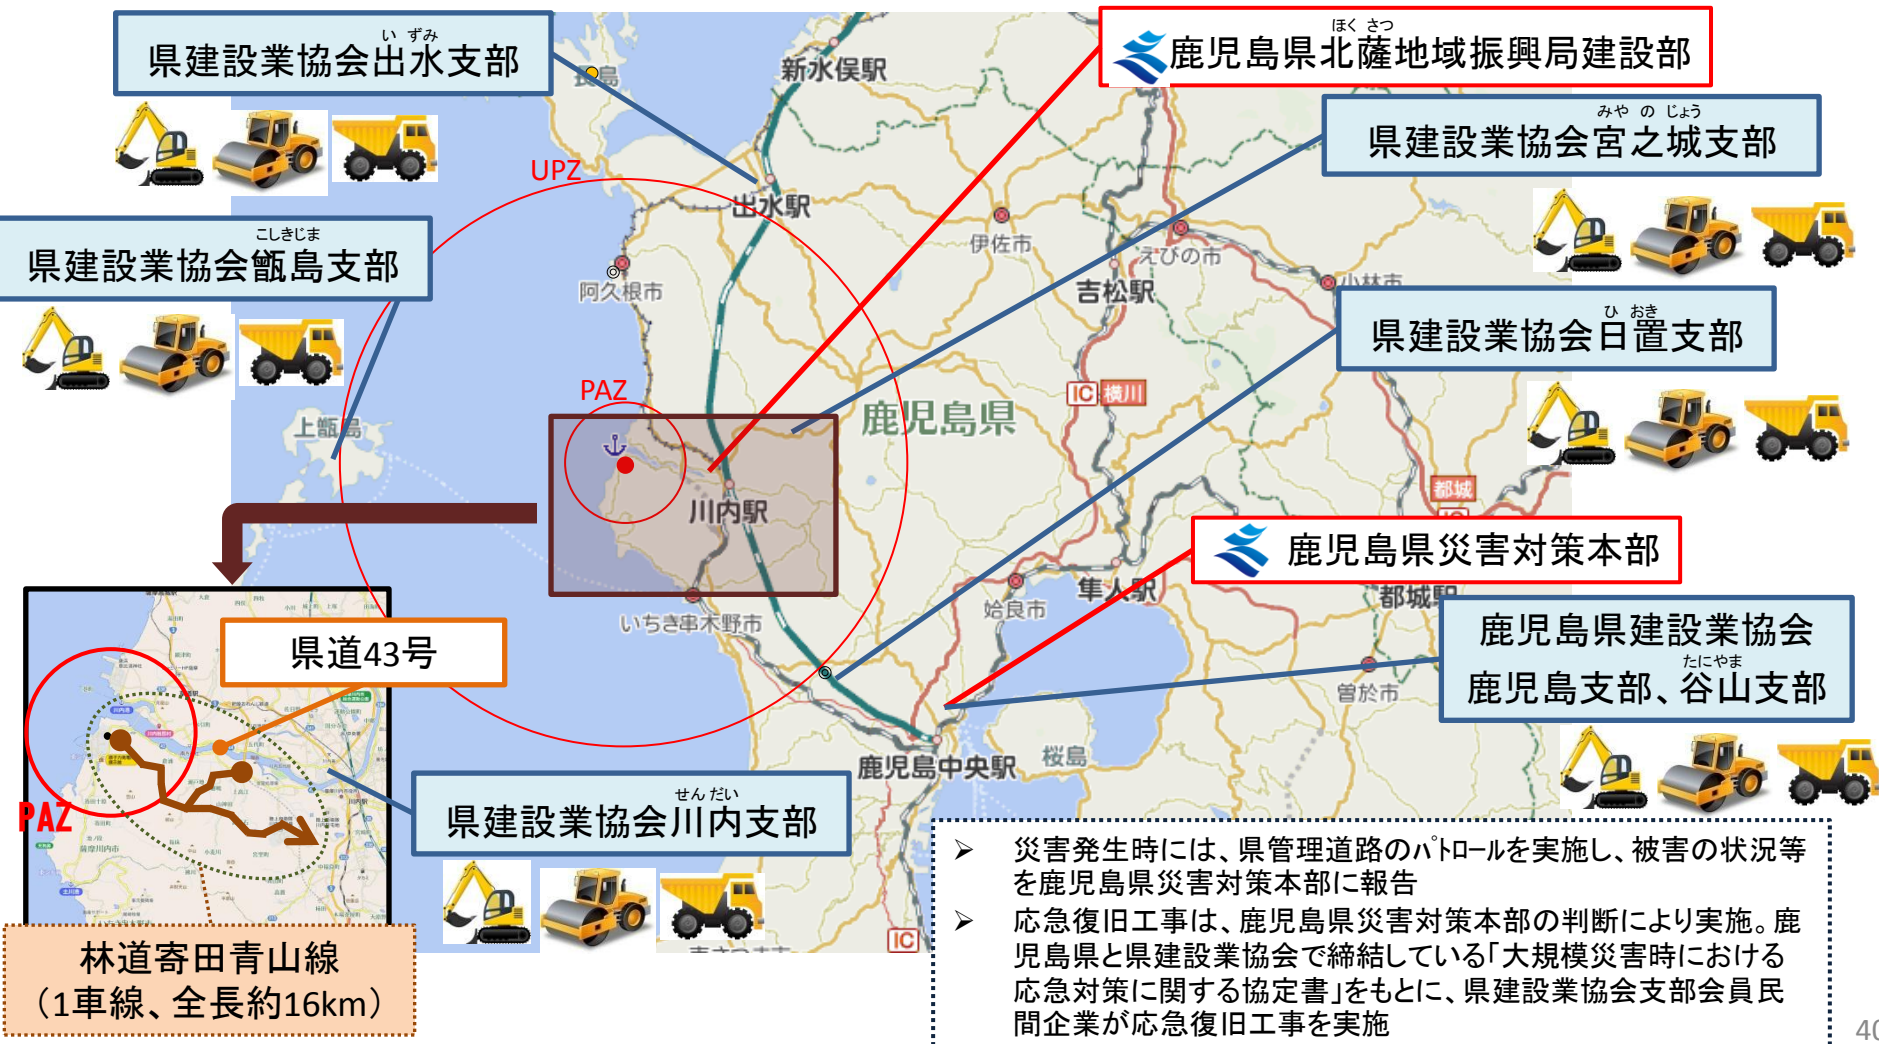 い ずみ
県建設業協会出水支部
ほく さつ
鹿児島県北薩地域振興局建設部
新水俣駅
長島
みや の じょう
県建設業協会宮之城支部
UPZ
出水駅
伊佐市
えびの市
こしきじま
県建設業協会甑島支部
阿久根市
吉松駅
小林市
ひ おき
県建設業協会日置支部
PAZ
IC 横川
鹿児島県
上甑島
都城
IC
川内駅
鹿児島県災害対策本部
いちき串木野市
姶良市
隼人駅
都城駅
県道43号
鹿児島県建設業協会
たにやま
鹿児島支部、谷山支部
曽於市
鹿児島中央駅
桜島
せんだい
県建設業協会川内支部
PAZ
薩摩川内市
IC
林道寄田青山線
（1車線、全長約16km）
➢ 災害発生時には、県管理道路のﾊﾟﾄﾛｰﾙを実施し、被害の状況等
を鹿児島県災害対策本部に報告
➢ 応急復旧工事は、鹿児島県災害対策本部の判断により実施。鹿
児島県と県建設業協会で締結している「大規模災害時における
応急対策に関する協定書」をもとに、県建設業協会支部会員民
間企業が応急復旧工事を実施
40